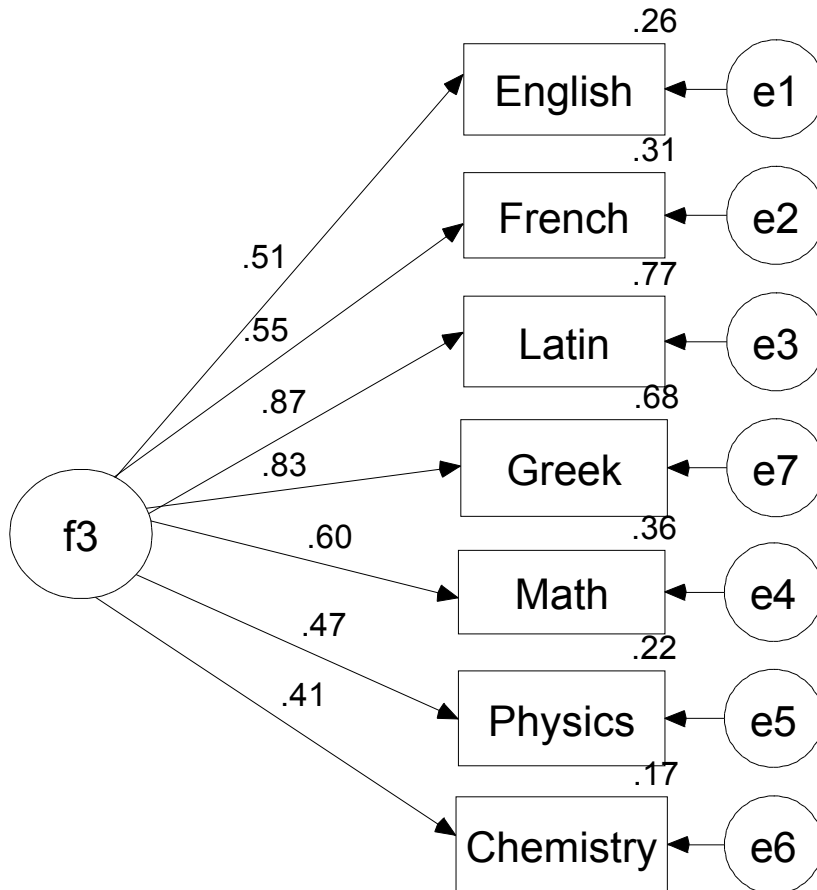 .26
English
e1
.31
French
e2
.51
.77
.55
Latin
e3
.87
.68
.83
Greek
e7
f3
.36
.60
Math
e4
.47
.22
.41
Physics
e5
.17
Chemistry
e6